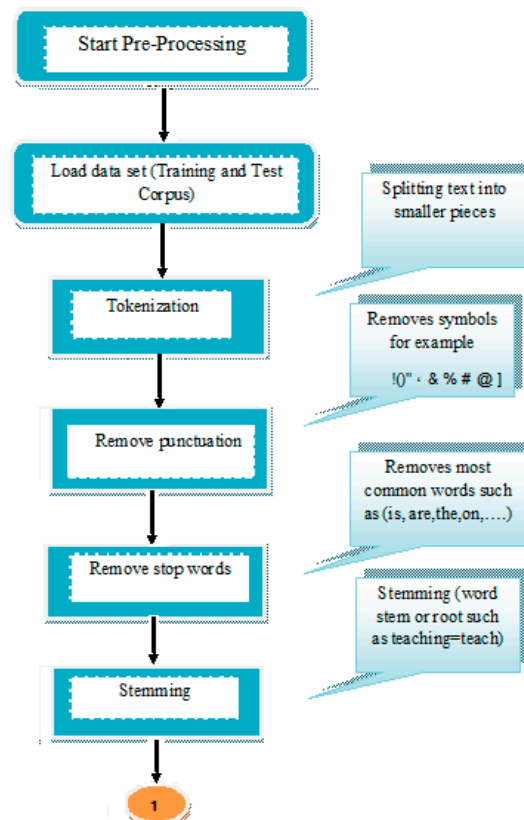 Start Pre-Processing
Load data set (Training and Test
Corpus)
Splitting text into
smaller pieces
Tokenization
Removes symbols
for example
!()" ، & % # @ ]
Remove punctuation
Removes most
common words such
as (is, are,the,on,….)
Remove stop words
Stemming (word
stem or root such
as teaching=teach)
Stemming
1